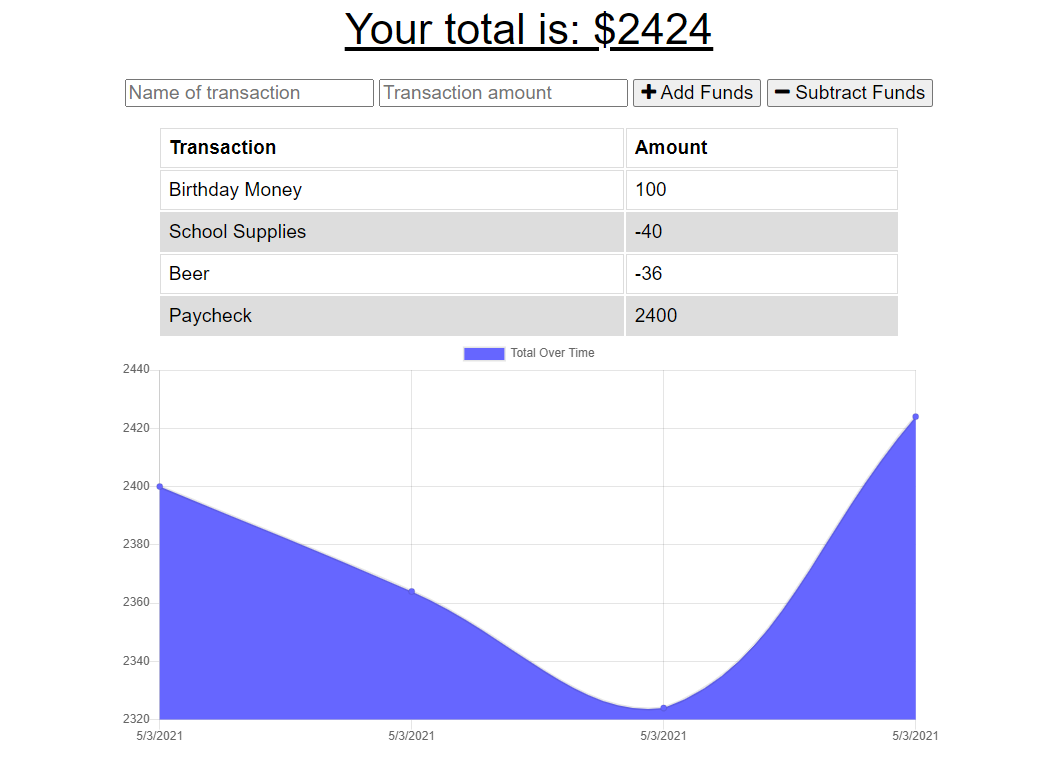 Your total is: $2424
Name of transaction Transaction amount Add Funds Subtract Funds
Transaction Amount
Birthday Money 100
School Supplies -40
Beer -36
Paycheck 2400
Total Over Time
2440
2420
2400
2380
2360
2340
2320
5/3/2021 5/3/2021 5/3/2021 5/3/2021